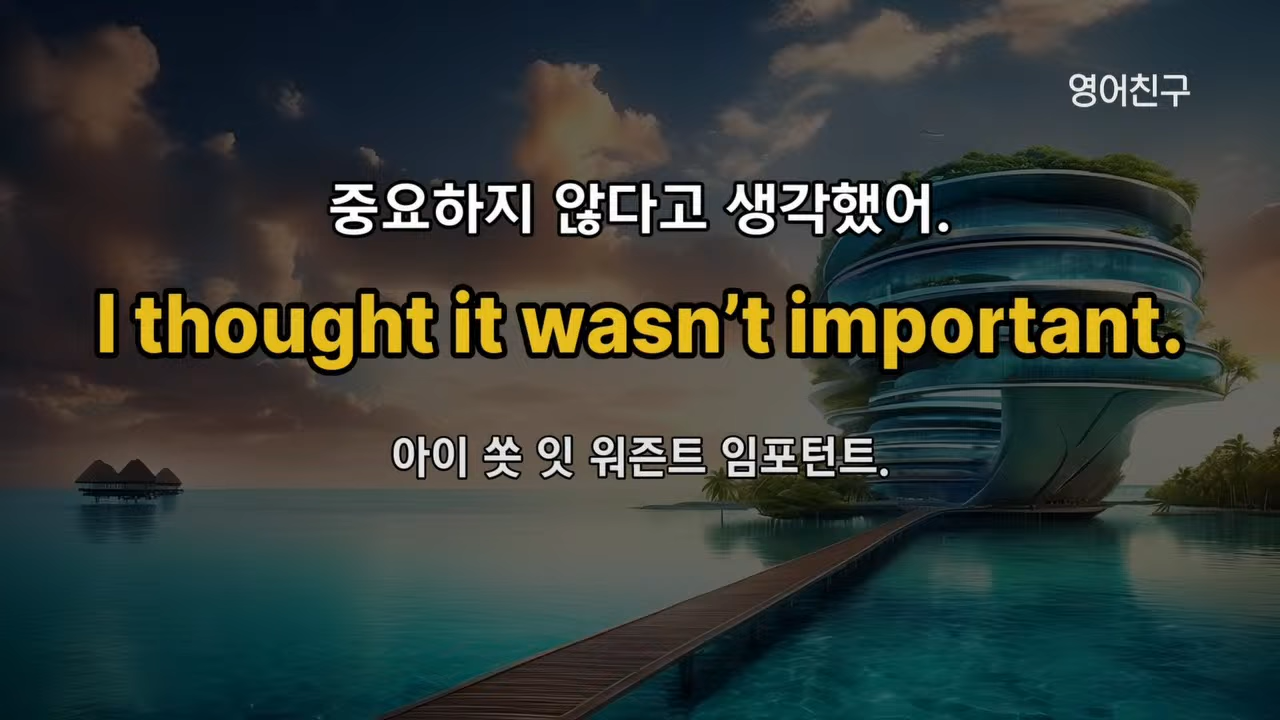 영어친구
중요하지 않다고 생각했어.
I thought it wasn’t important.
아이 쏫 잇 워즌트 임포턴트.